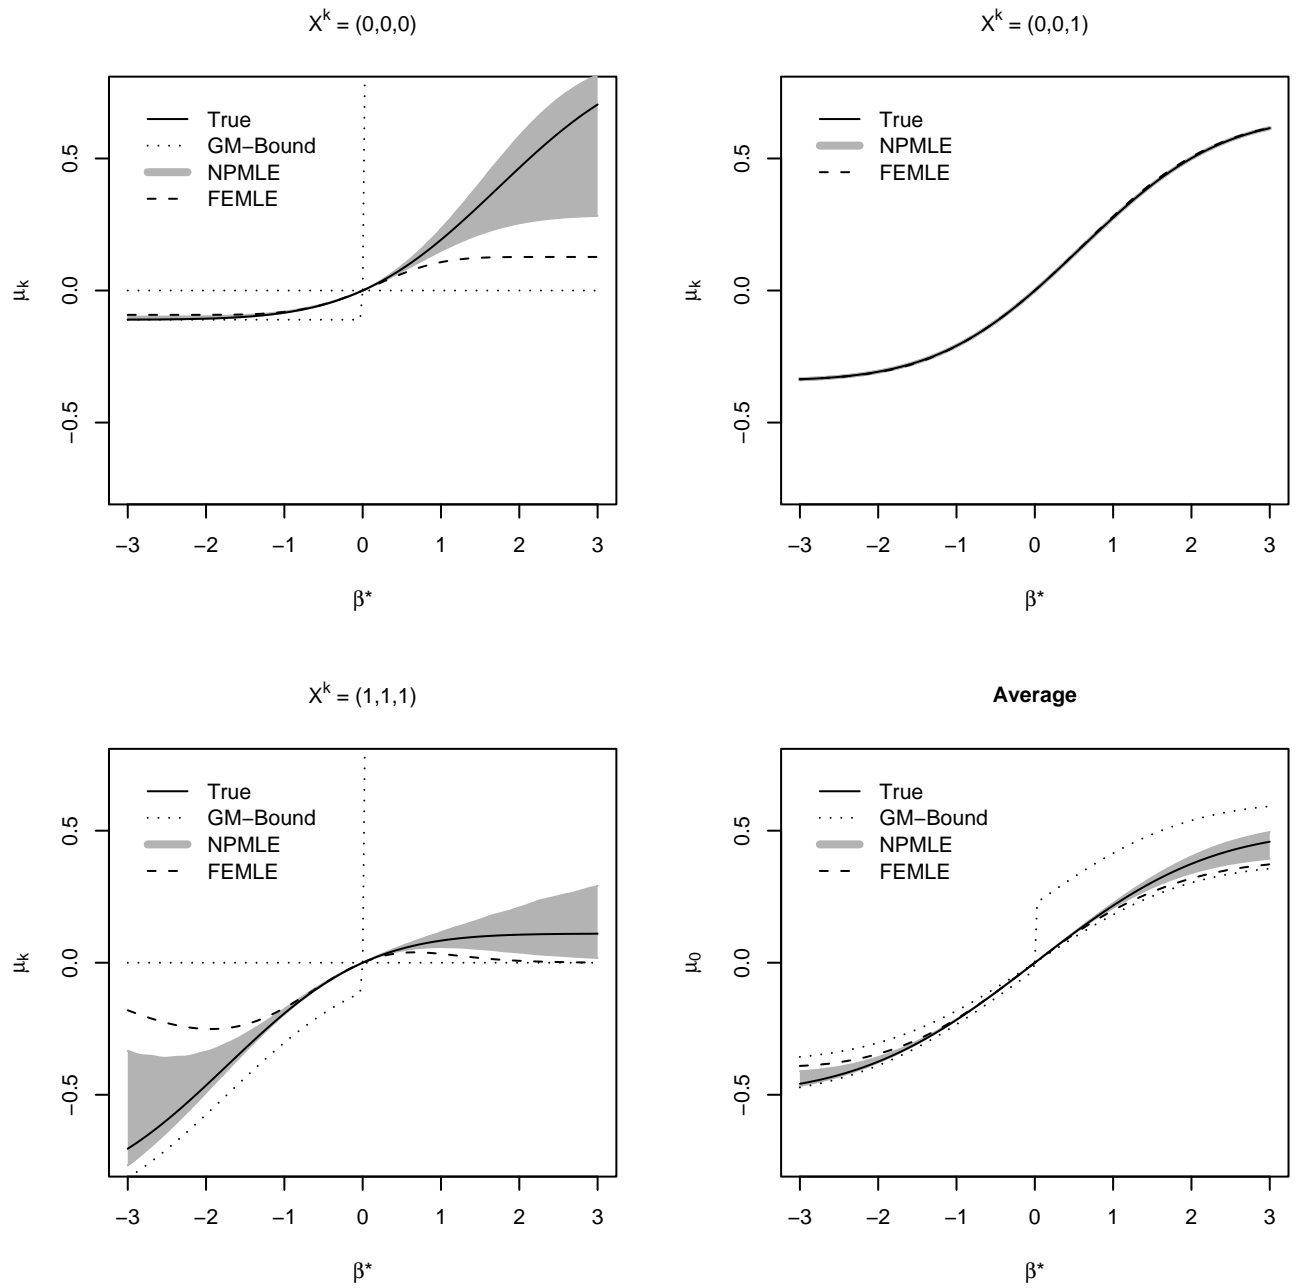 X^k = (0,0,0)
True
GM−Bound
NPMLE
FEMLE
0.5
0.0
−0.5
μ_k
−3 −2 −1 0 1 2 3
β*
X^k = (0,0,1)
True
NPMLE
FEMLE
0.5
0.0
−0.5
μ_k
−3 −2 −1 0 1 2 3
β*
X^k = (1,1,1)
True
GM−Bound
NPMLE
FEMLE
0.5
0.0
−0.5
μ_k
−3 −2 −1 0 1 2 3
β*
Average
True
GM−Bound
NPMLE
FEMLE
0.5
0.0
−0.5
μ_0
−3 −2 −1 0 1 2 3
β*